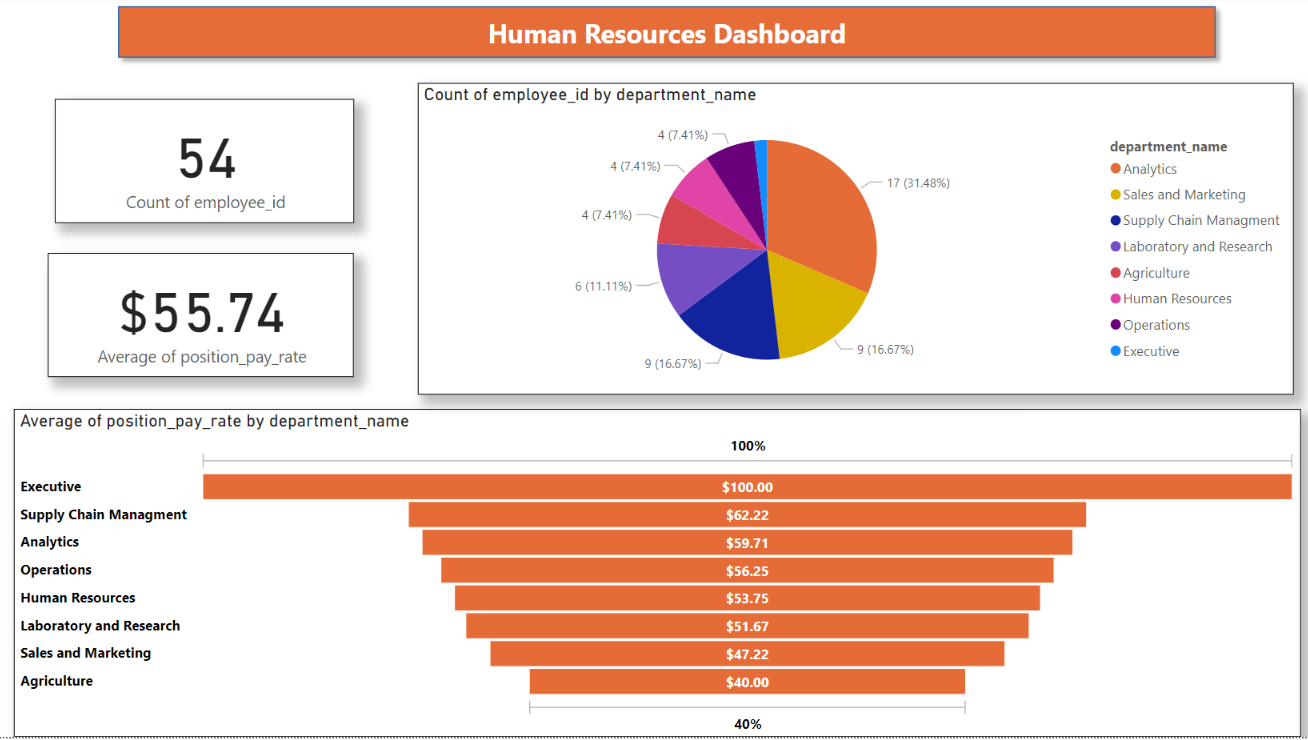 Human Resources Dashboard
54
Count of employee_id
$55.74
Average of position_pay_rate
Count of employee_id by department_name
4 (7.41%)
4 (7.41%)
4 (7.41%)
6 (11.11%)
9 (16.67%)
17 (31.48%)
9 (16.67%)
department_name
Analytics
Sales and Marketing
Supply Chain Managment
Laboratory and Research
Agriculture
Human Resources
Operations
Executive
Average of position_pay_rate by department_name
100%
Executive $100.00
Supply Chain Managment $62.22
Analytics $59.71
Operations $56.25
Human Resources $53.75
Laboratory and Research $51.67
Sales and Marketing $47.22
Agriculture $40.00
40%